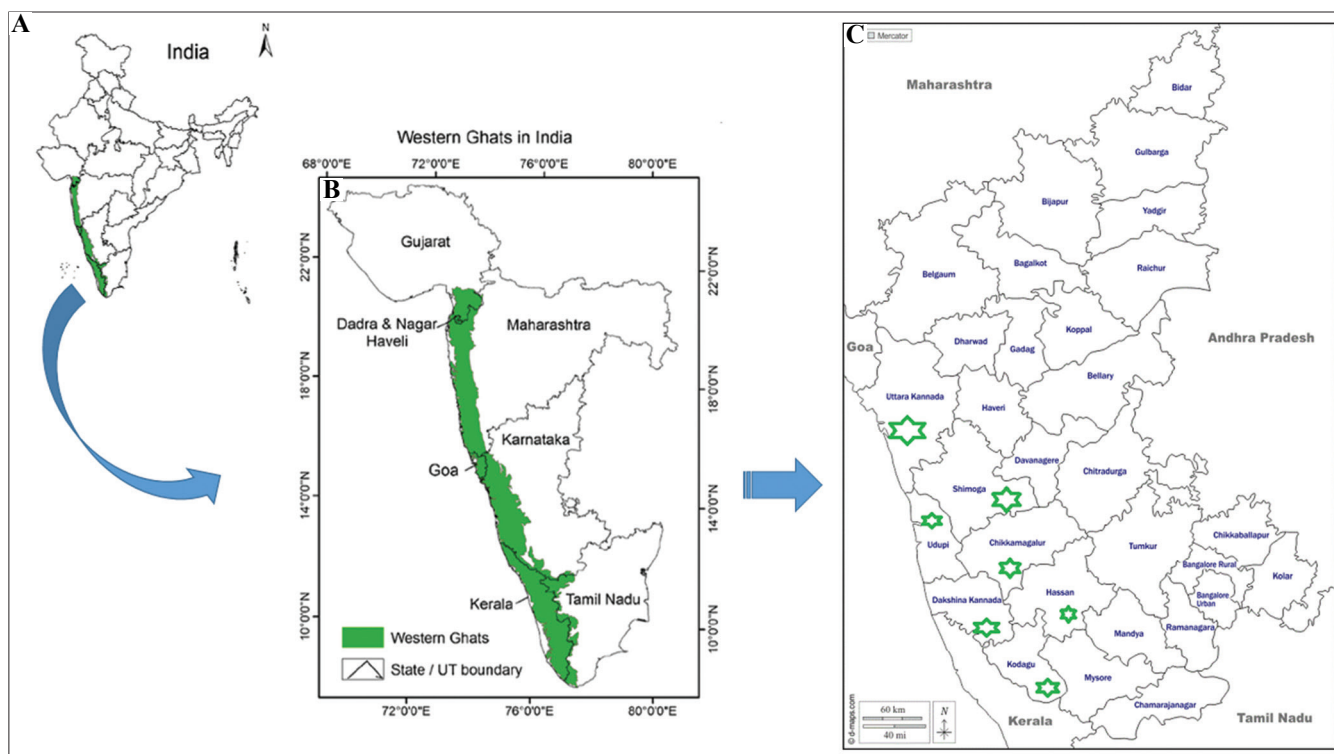 A
India
N
Western Ghats in India
68°0'0"E
72°0'0"E
76°0'0"E
80°0'0"E
B
Gujarat
22°0'0"N
22°0'0"N
Dadra & Nagar
Haveli
Maharashtra
18°0'0"N
18°0'0"N
Karnataka
Goa
14°0'0"N
14°0'0"N
Kerala
Tamil Nadu
10°0'0"N
10°0'0"N
Western Ghats
State / UT boundary
72°0'0"E
76°0'0"E
80°0'0"E
C
Mercator
Maharashtra
Bidar
Gulbarga
Bijapur
Yadgir
Bagalkot
Raichur
Belgaum
Koppal
Dharwad
Gadag
Goa
Andhra Pradesh
Bellary
Uttara Kannada
Haveri
Davanagere
Chitradurga
Shimoga
Chikkaballapur
Udupi
Chikkamagalur
Tumkur
Bangalore Rural
Kolar
Hassan
Bangalore
Urban
Dakshina Kannada
Ramanagara
Mandya
Kodagu
Mysore
Chamarajanagar
Kerala
Tamil Nadu
60 km
40 mi
N
© d-maps.com